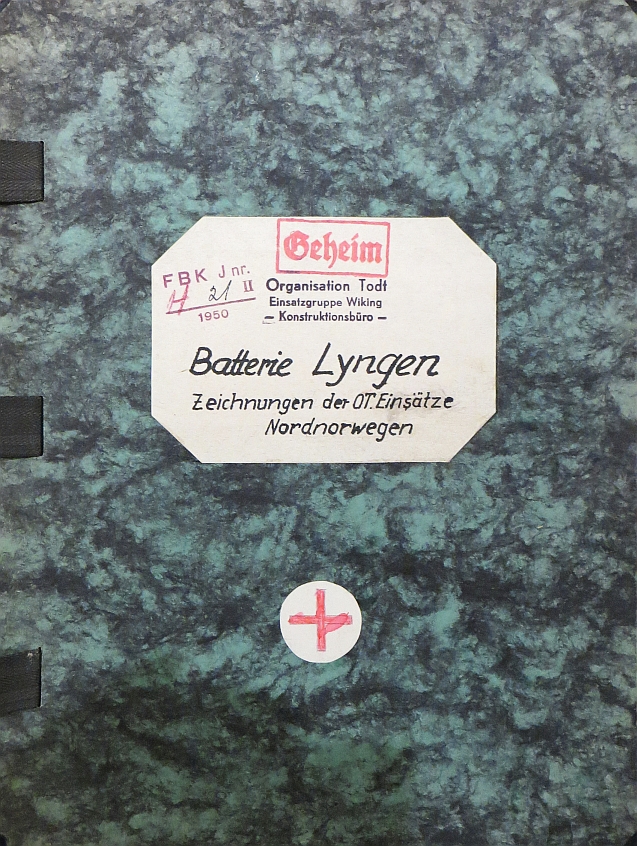 Geheim
FBK Jnr.
H 21 II
1950
Organisation Todt
Einsatzgruppe Wiking
— Konstruktionsbüro —
Batterie Lyngen
Zeichnungen der OT. Einsätze
Nordnorwegen